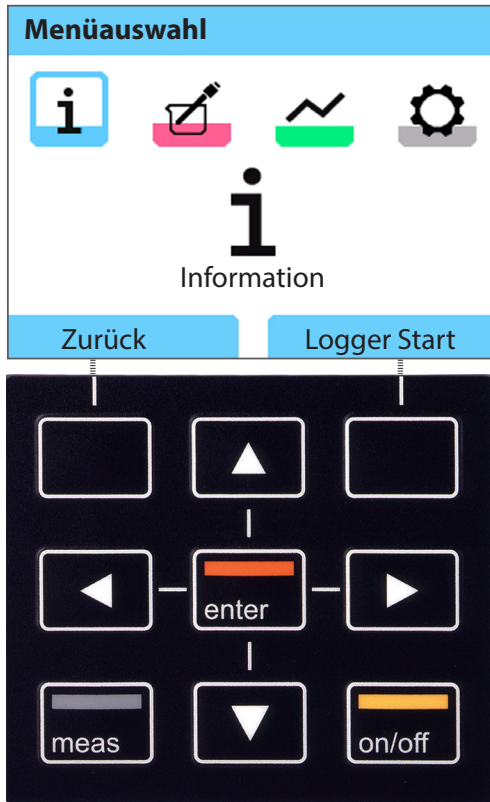 Menüauswahl
i
i
Information
Zurück Logger Start
enter
meas on/off